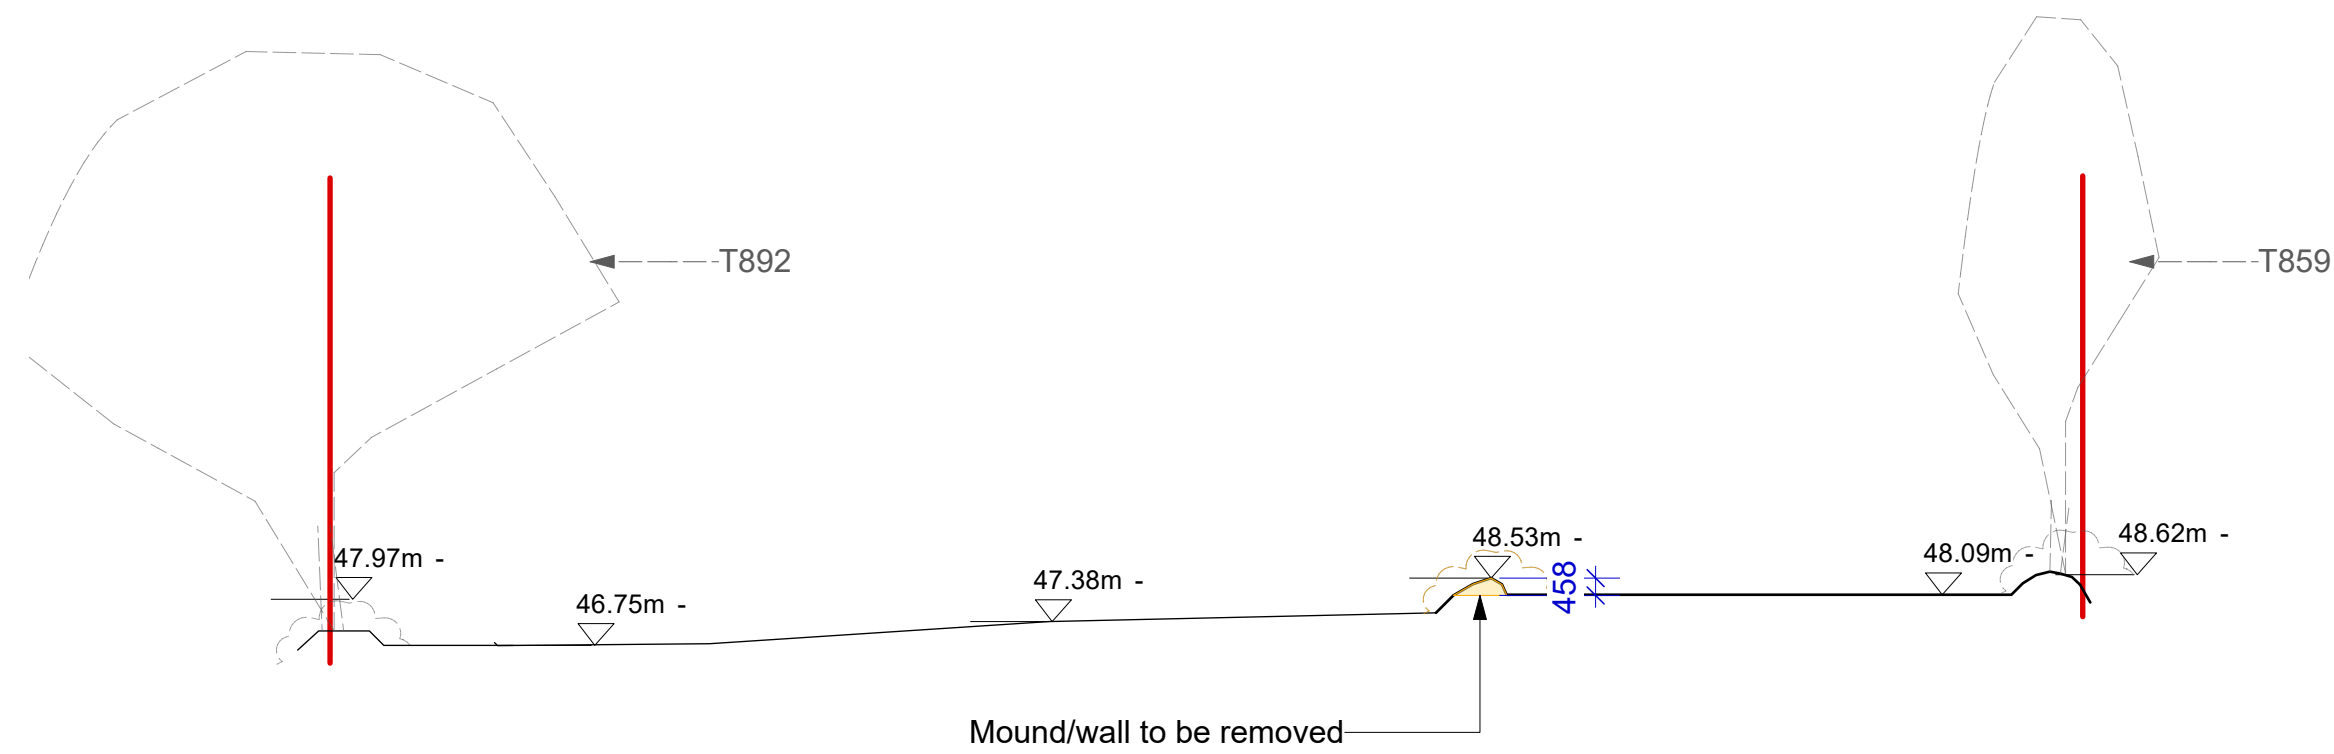 T892
T859
47.97m -
46.75m -
47.38m -
48.53m -
458
48.09m -
48.62m -
Mound/wall to be removed